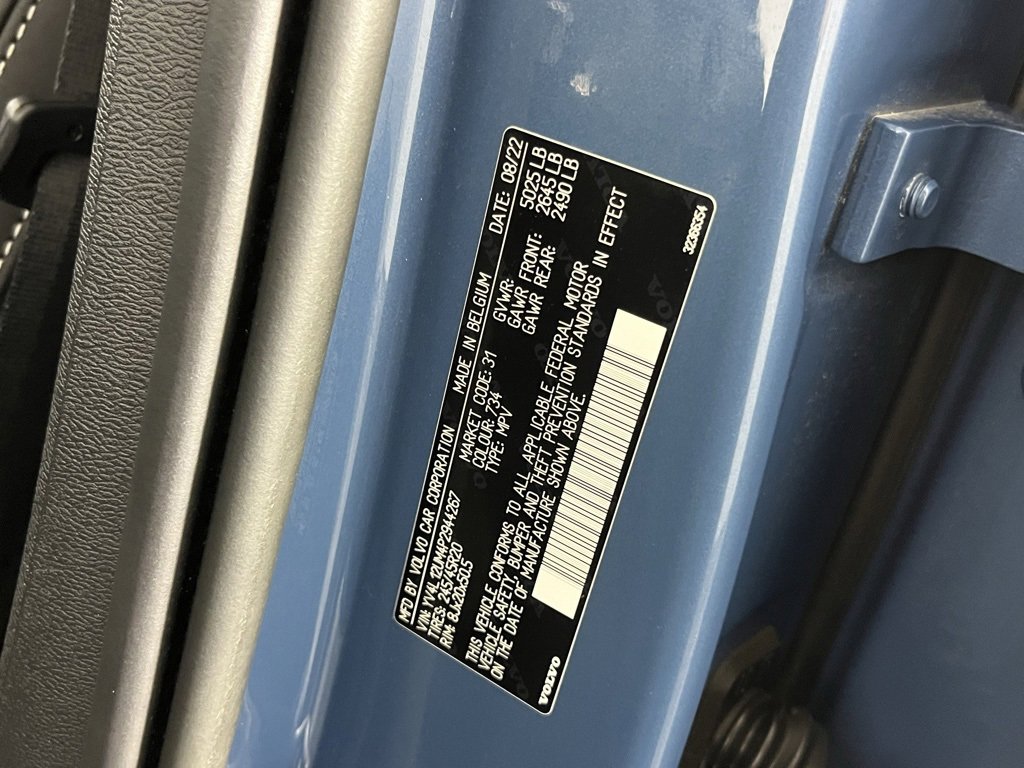 MFD BY VOLVO CAR CORPORATION MADE IN BELGIUM DATE: 08/22
VIN: YV4L12UM4P2944267 MARKET CODE: 31 GVWR: 5025 LB
TIRES: 245/45R20 COLOUR: 734 GAWR FRONT: 2645 LB
RIM: 8Jx20x50.5 TYPE: MPV GAWR REAR: 2490 LB
THIS VEHICLE CONFORMS TO ALL APPLICABLE FEDERAL MOTOR
VEHICLE SAFETY, BUMPER AND THEFT PREVENTION STANDARDS IN EFFECT
ON THE DATE OF MANUFACTURE SHOWN ABOVE.
VOLVO